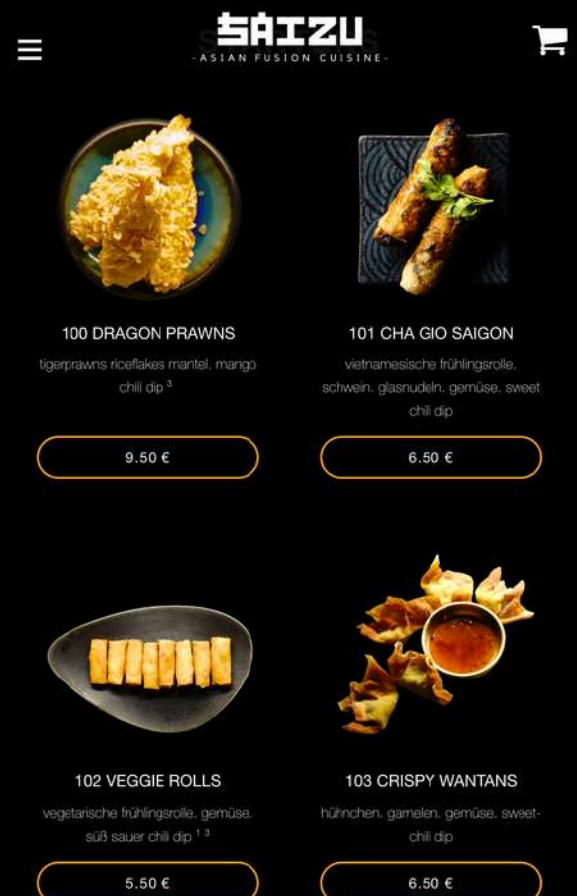 SAIZU
-ASIAN FUSION CUISINE-
100 DRAGON PRAWNS
tigerprawns riceflakes mantel. mango
chili dip ³
9.50 €
101 CHA GIO SAIGON
vietnamesische frühlingsrolle.
schwein. glasnudeln. gemüse. sweet
chili dip
6.50 €
102 VEGGIE ROLLS
vegetarische frühlingsrolle. gemüse.
süß sauer chili dip ¹ ³
5.50 €
103 CRISPY WANTANS
hühnchen. garnelen. gemüse. sweet-
chili dip
6.50 €